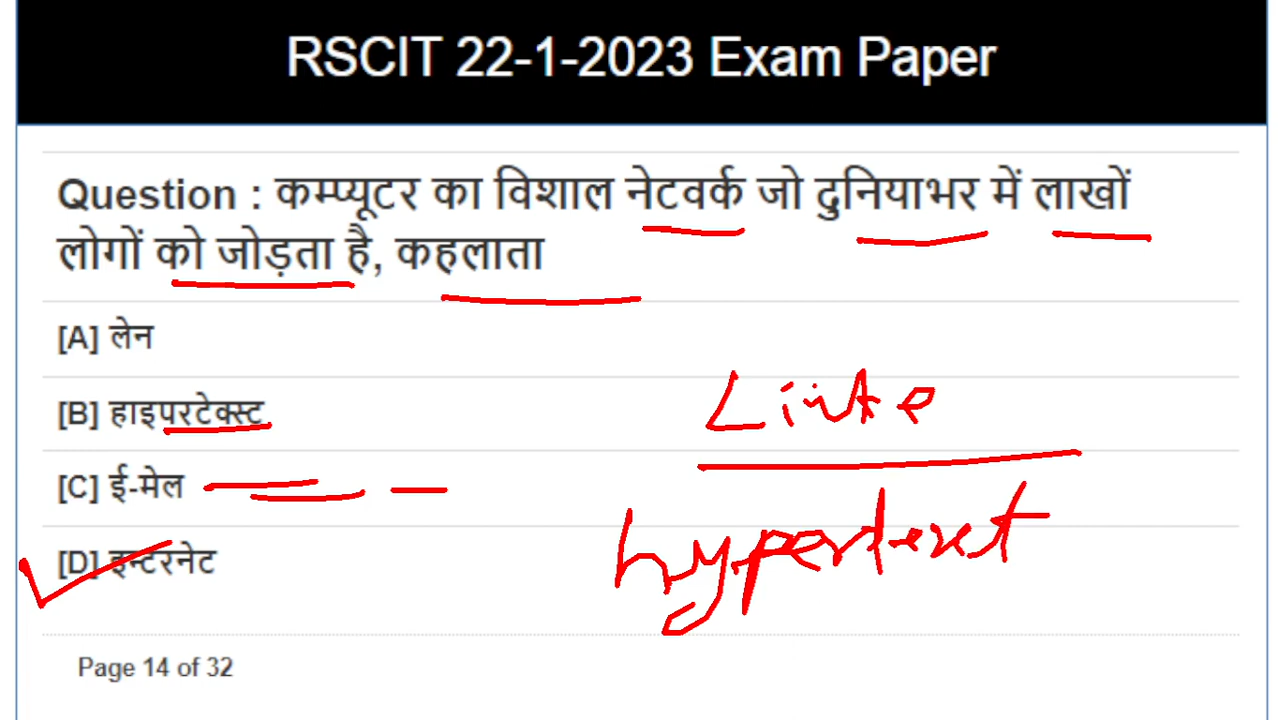 RSCIT 22-1-2023 Exam Paper
Question : कम्प्यूटर का विशाल नेटवर्क जो दुनियाभर में लाखों
लोगों को जोड़ता है, कहलाता
[A] लेन
[B] हाइपरटेक्स्ट
[C] ई-मेल
[D] इन्टरनेट
hypertext
Page 14 of 32